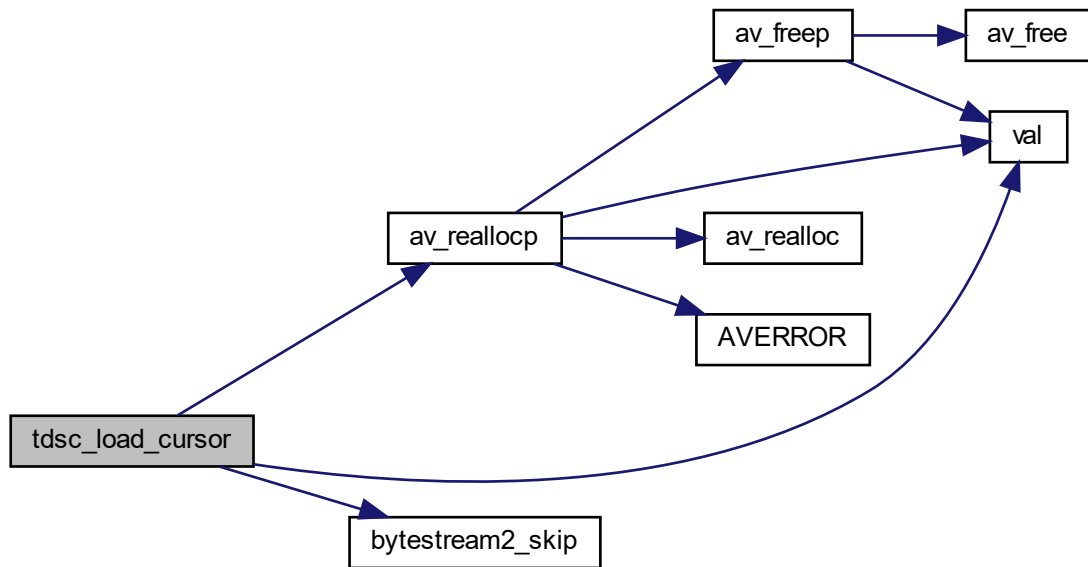 av_freep
av_free
val
av_reallocp
av_realloc
AVERROR
tdsc_load_cursor
bytestream2_skip